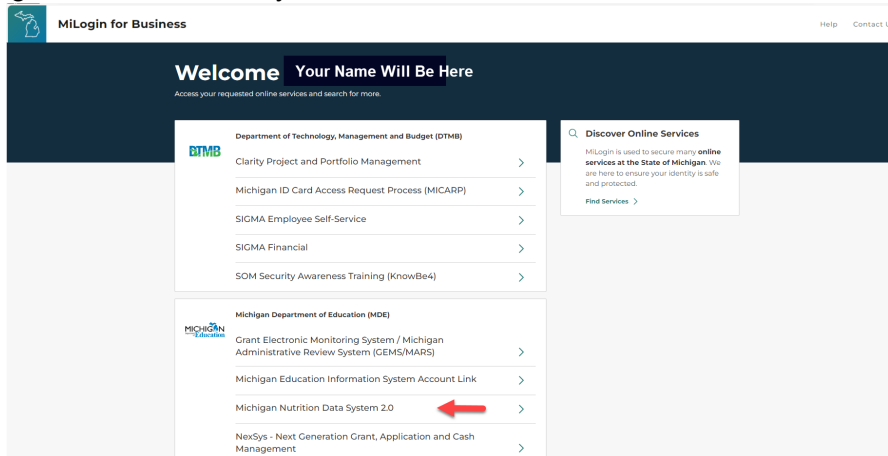 MiLogin for Business
Help Contact U
Welcome Your Name Will Be Here
Access your requested online services and search for more.
Department of Technology, Management and Budget (DTMB)
DTMB
Clarity Project and Portfolio Management
Michigan ID Card Access Request Process (MICARP)
SIGMA Employee Self-Service
SIGMA Financial
SOM Security Awareness Training (KnowBe4)
Discover Online Services
MiLogin is used to secure many online
services at the State of Michigan. We
are here to ensure your identity is safe
and protected.
Find Services
Michigan Department of Education (MDE)
MICHIGAN
Education
Grant Electronic Monitoring System / Michigan
Administrative Review System (GEMS/MARS)
Michigan Education Information System Account Link
Michigan Nutrition Data System 2.0
NexSys - Next Generation Grant, Application and Cash
Management